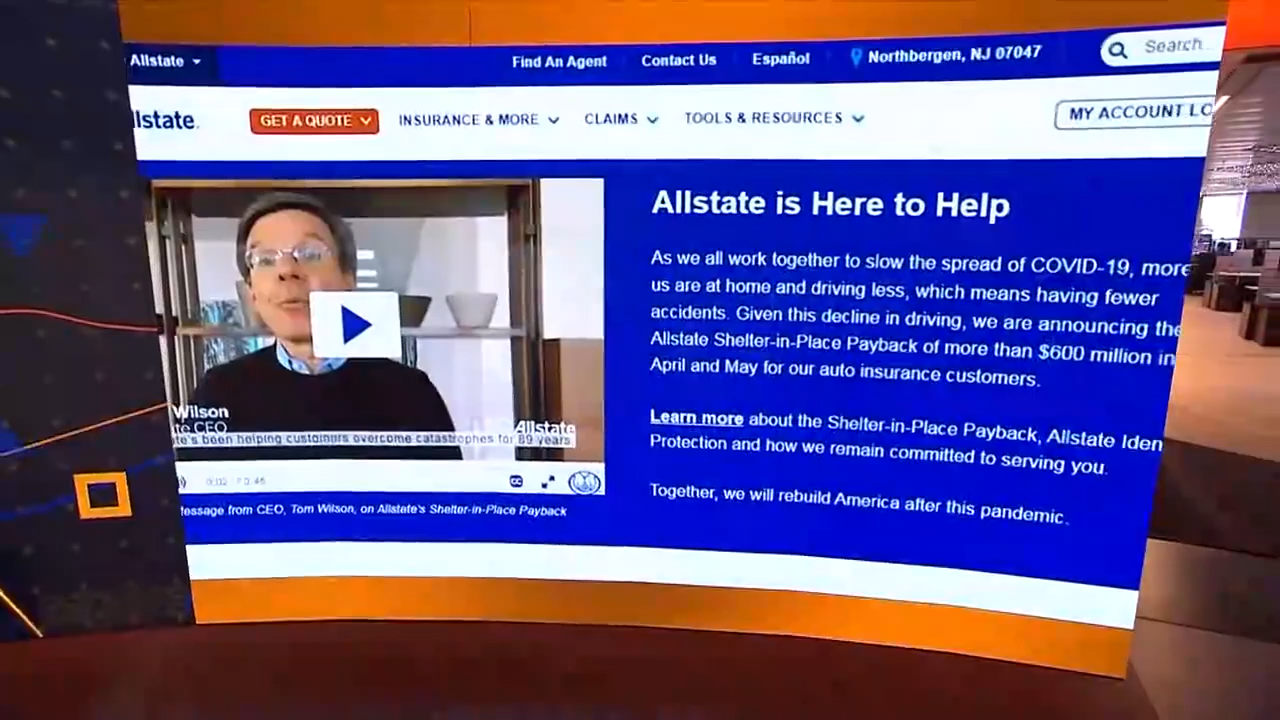 Allstate
Find An Agent
Contact Us
Español
Northbergen, NJ 07047
Search...
lstate.
GET A QUOTE
INSURANCE & MORE
CLAIMS
TOOLS & RESOURCES
MY ACCOUNT LO
Wilson
te CEO
Allstate
te's been helping customers overcome catastrophes for 89 years
CC
essage from CEO, Tom Wilson, on Allstate's Shelter-in-Place Payback
Allstate is Here to Help
As we all work together to slow the spread of COVID-19, more
us are at home and driving less, which means having fewer
accidents. Given this decline in driving, we are announcing the
Allstate Shelter-in-Place Payback of more than $600 million in
April and May for our auto insurance customers.
Learn more about the Shelter-in-Place Payback, Allstate Iden
Protection and how we remain committed to serving you.
Together, we will rebuild America after this pandemic.